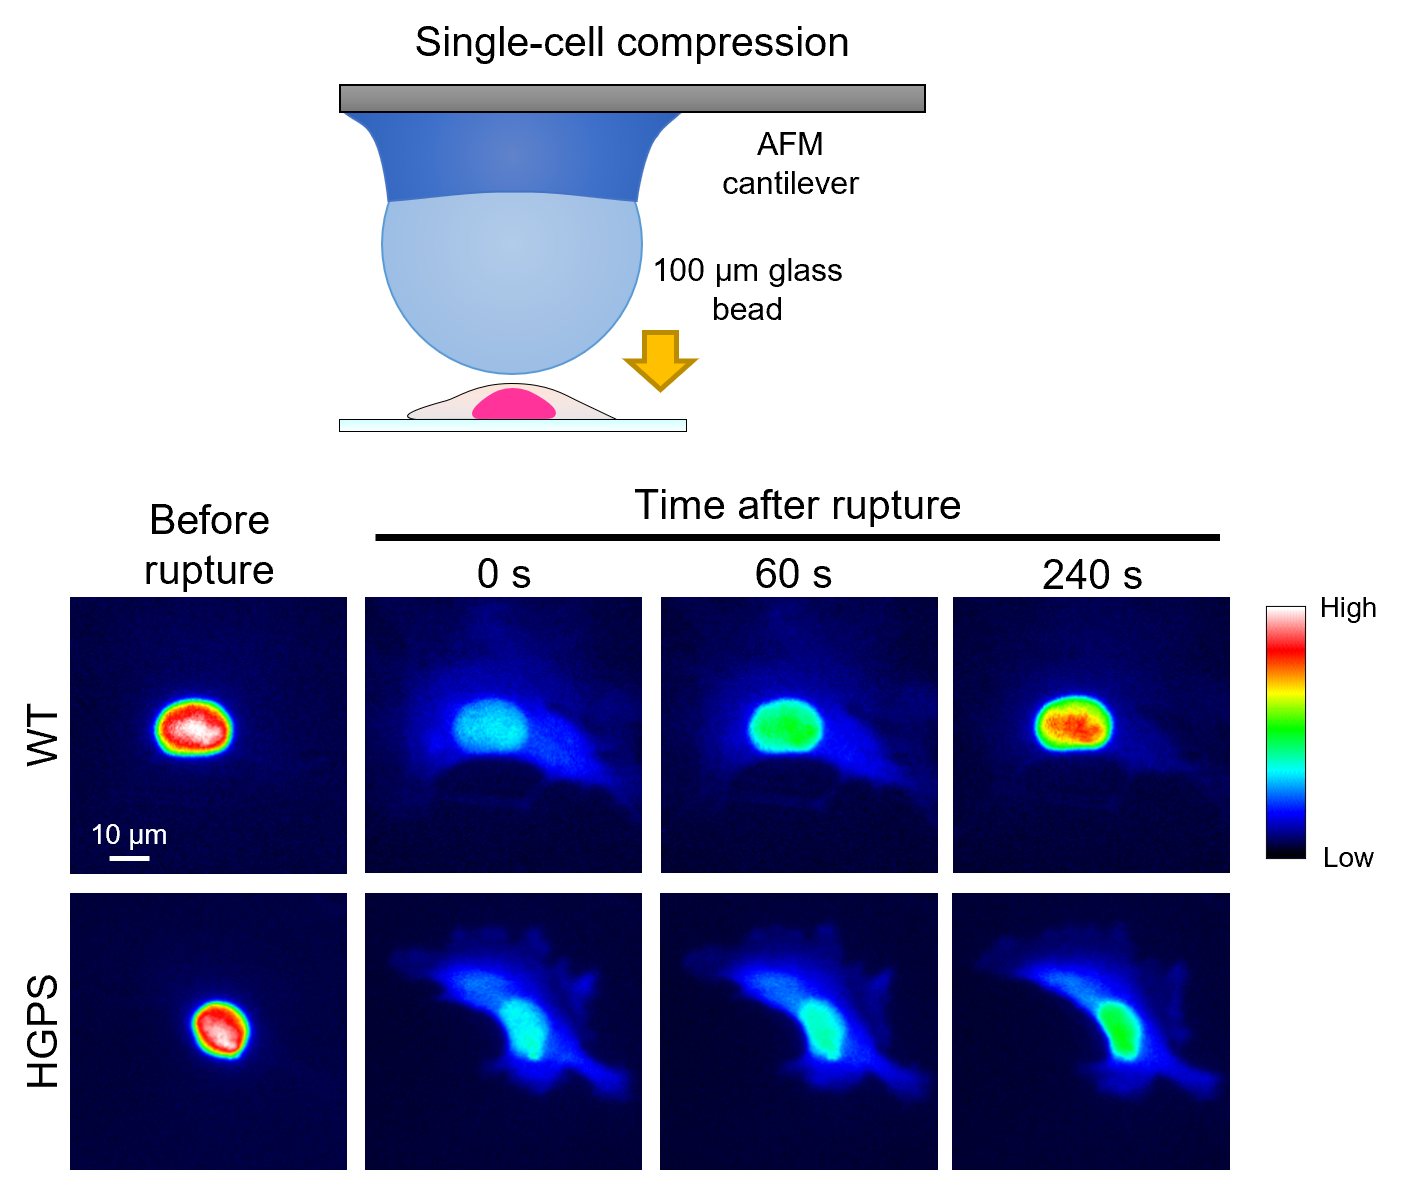 Single-cell compression
AFM
cantilever
100 µm glass
bead
Before
rupture
Time after rupture
0 s
60 s
240 s
High
Low
WT
10 µm
HGPS